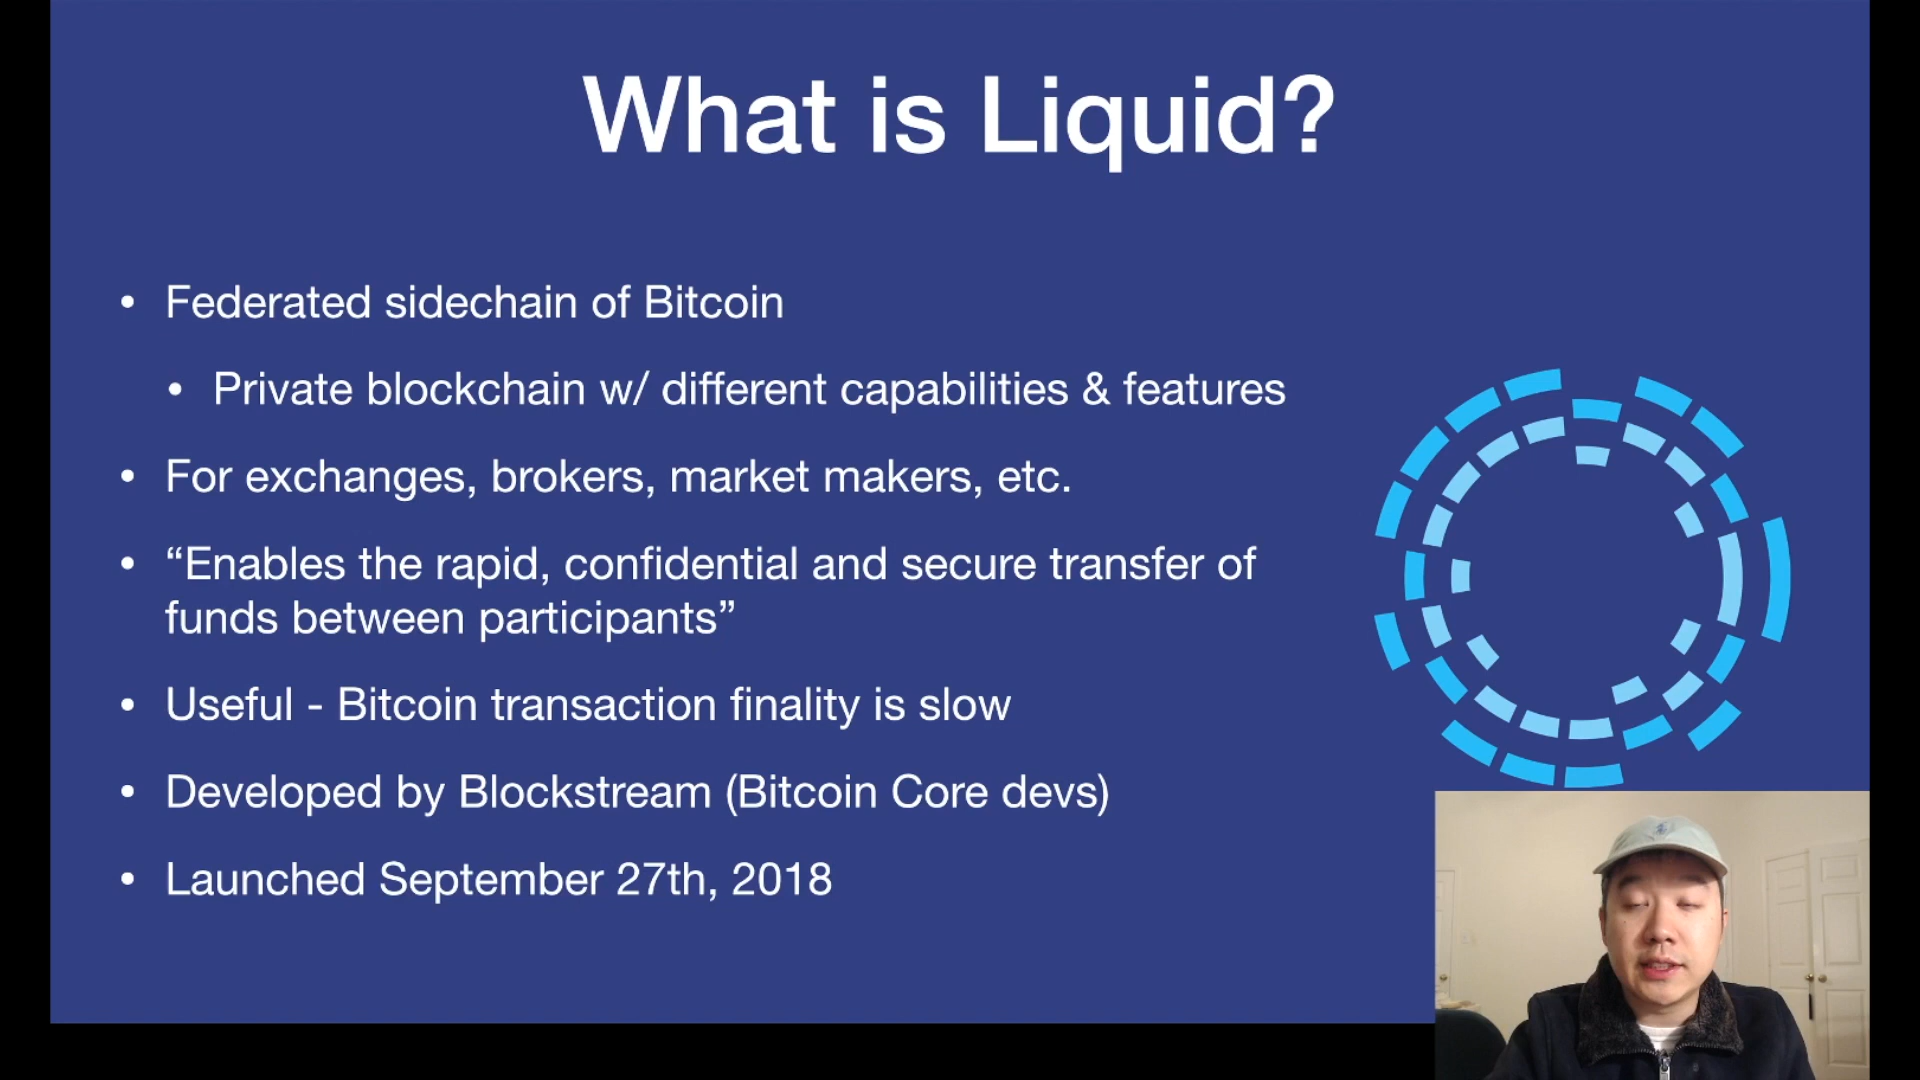 What is Liquid?
• Federated sidechain of Bitcoin
• Private blockchain w/ different capabilities & features
• For exchanges, brokers, market makers, etc.
• “Enables the rapid, confidential and secure transfer of
funds between participants”
• Useful - Bitcoin transaction finality is slow
• Developed by Blockstream (Bitcoin Core devs)
• Launched September 27th, 2018